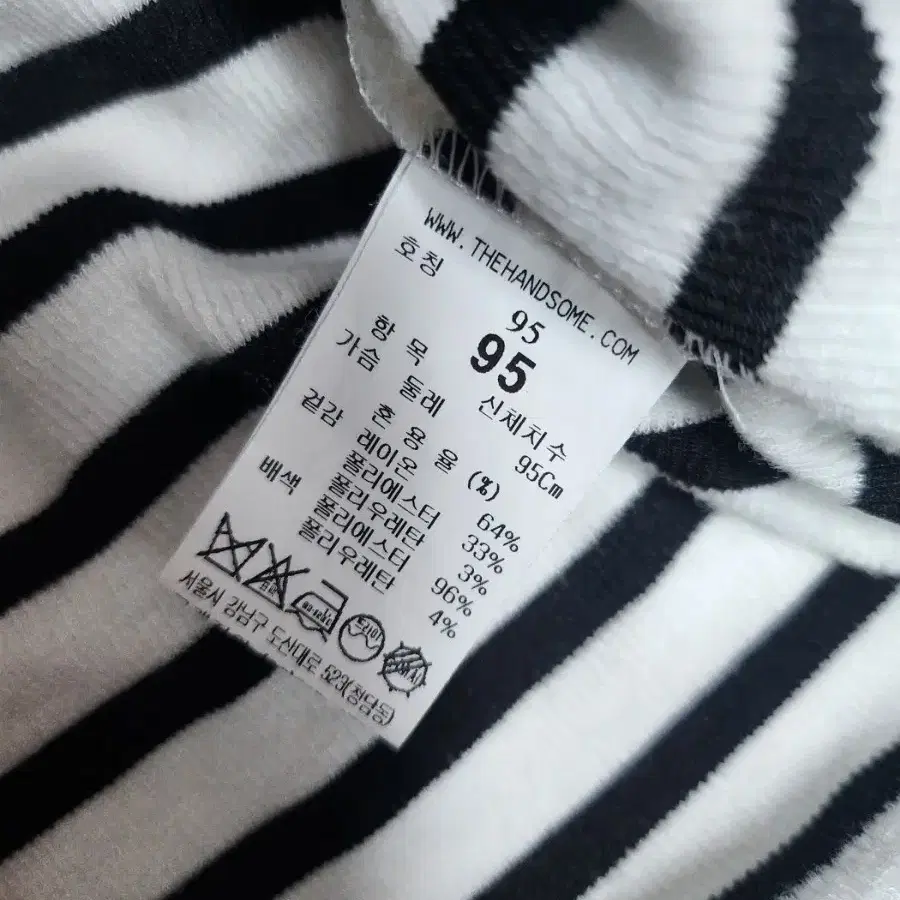 WWW.THEHANDSOME.COM
호칭 95
95
항 목 신체치수
가슴 둘레 95Cm
혼 용 율 (%)
겉감 레이온 64%
폴리에스터 33%
폴리우레탄 3%
배색 폴리에스터 96%
폴리우레탄 4%
드라이
서울시 강남구 도산대로 523(청담동)